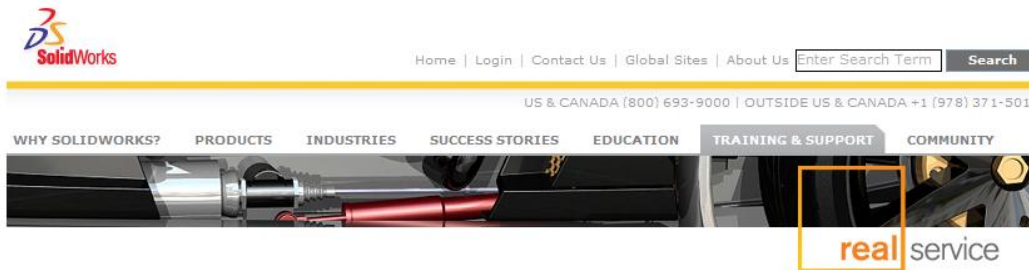 SolidWorks
Home | Login | Contact Us | Global Sites | About Us Enter Search Term Search
US & CANADA (800) 693-9000 | OUTSIDE US & CANADA +1 (978) 371-501
WHY SOLIDWORKS? PRODUCTS INDUSTRIES SUCCESS STORIES EDUCATION TRAINING & SUPPORT COMMUNITY
real service